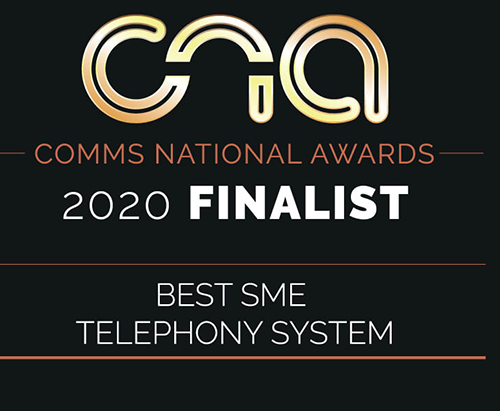 cna
COMMS NATIONAL AWARDS
2020 FINALIST
BEST SME
TELEPHONY SYSTEM